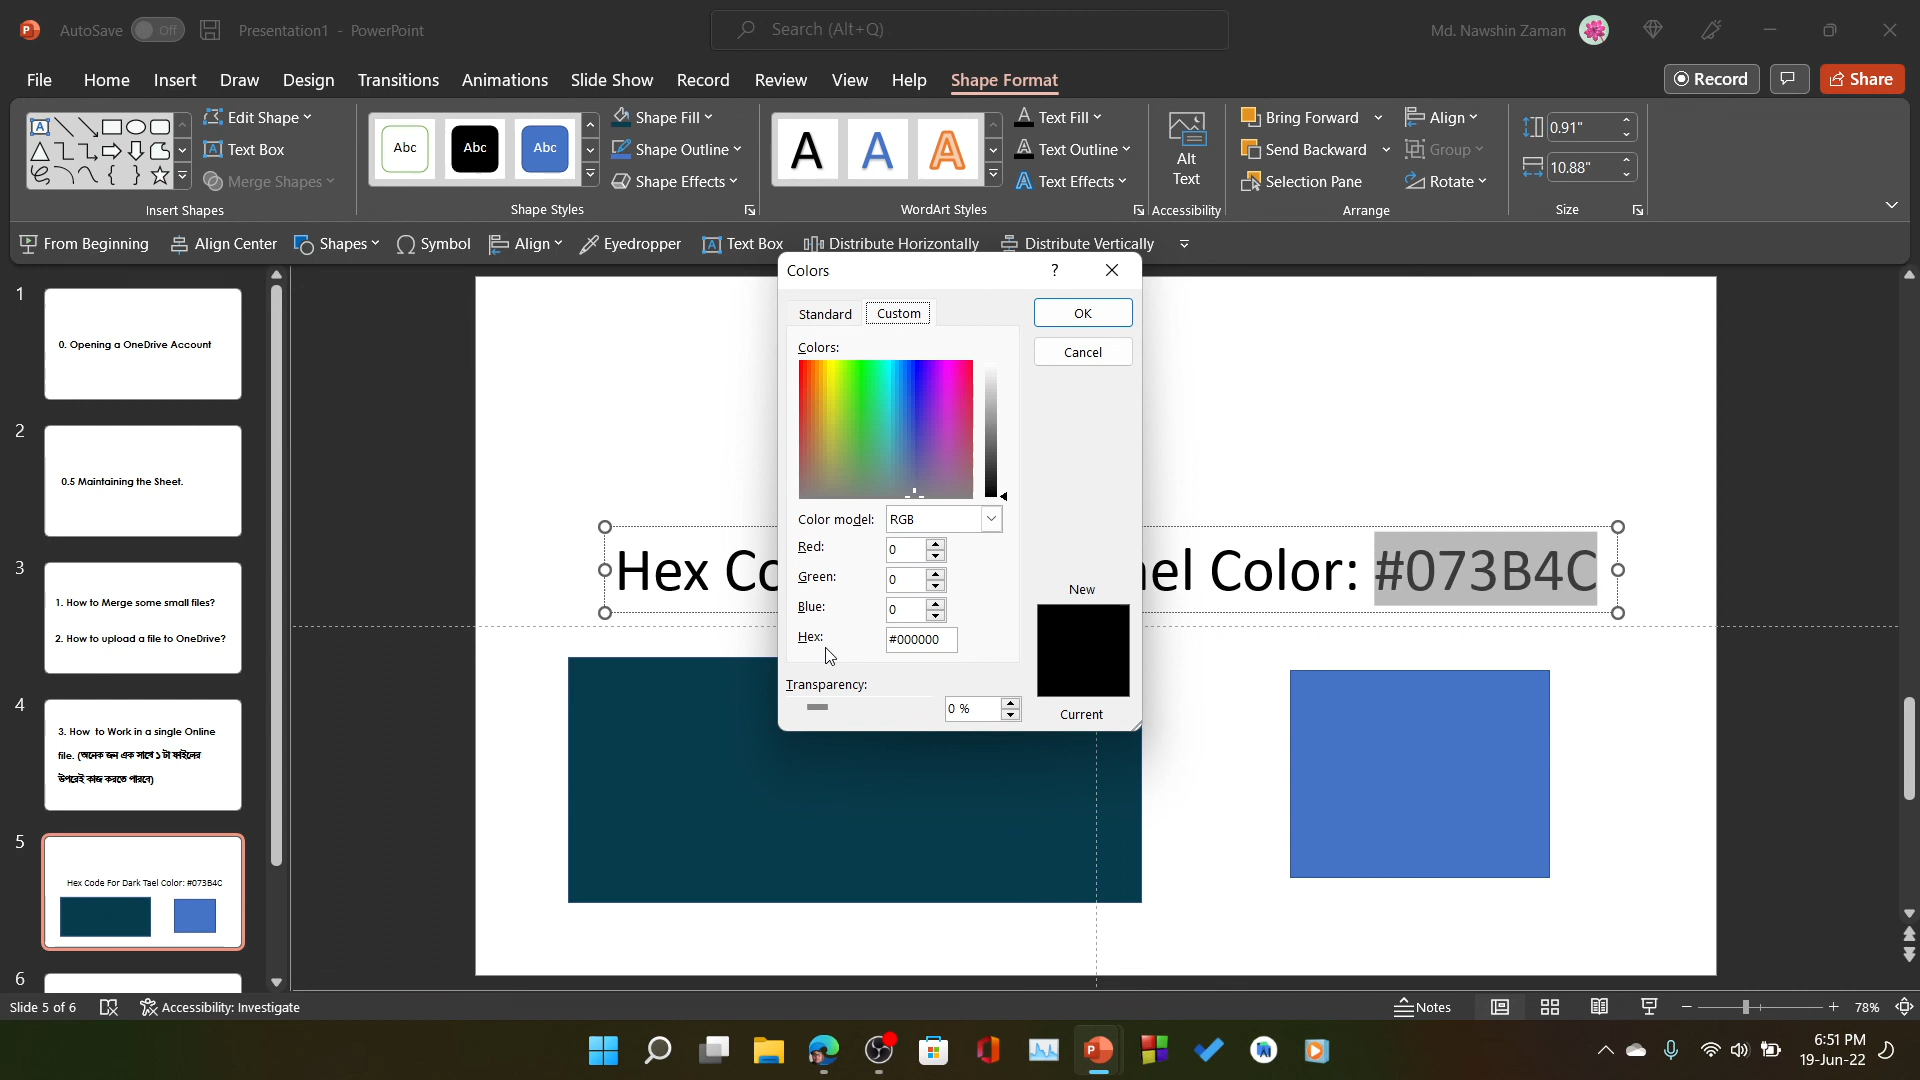 AutoSave Off Presentation1 - PowerPoint Search (Alt+Q) Md. Nawshin Zaman
File Home Insert Draw Design Transitions Animations Slide Show Record Review View Help Shape Format Record Share
Edit Shape
Text Box
Merge Shapes
Insert Shapes
Abc Abc Abc
Shape Fill
Shape Outline
Shape Effects
Shape Styles
A A A
Text Fill
Text Outline
Text Effects
WordArt Styles
Alt
Text
Accessibility
Bring Forward
Send Backward
Selection Pane
Align
Group
Rotate
Arrange
0.91"
10.88"
Size
From Beginning Align Center Shapes Symbol Align Eyedropper Text Box Distribute Horizontally Distribute Vertically
1
0. Opening a OneDrive Account
2
0.5 Maintaining the Sheet.
3
1. How to Merge some small files?
2. How to upload a file to OneDrive?
4
3. How to Work in a single Online
file. (অনেক জন এক সাথে ১ টা ফাইলের
উপরেই কাজ করতে পারবে)
5
Hex Code For Dark Tael Color: #073B4C
6
Hex Co
el Color: #073B4C
Colors ?
Standard Custom
OK
Cancel
Colors:
Color model: RGB
Red: 0
Green: 0
Blue: 0
Hex: #000000
Transparency:
0 %
New
Current
Slide 5 of 6 Accessibility: Investigate Notes 78%
6:51 PM
19-Jun-22